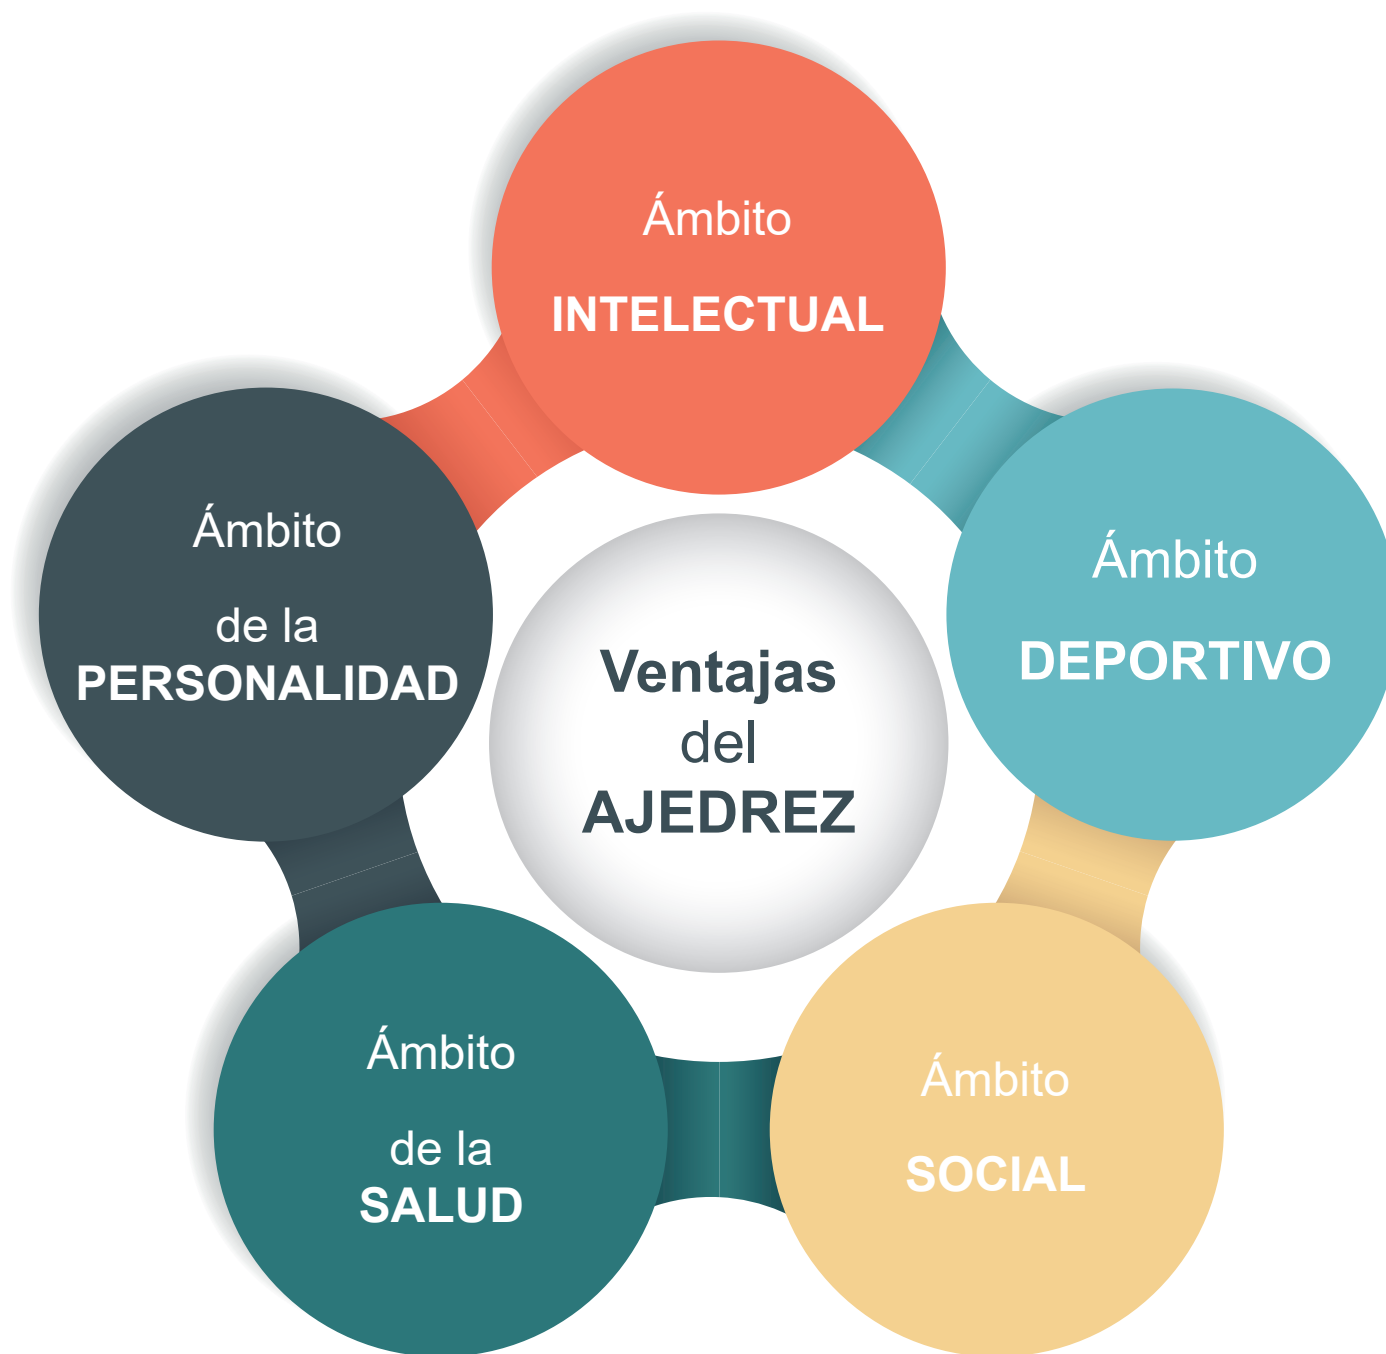 Ámbito
INTELECTUAL
Ámbito
DEPORTIVO
Ámbito
SOCIAL
Ámbito
de la
SALUD
Ámbito
de la
PERSONALIDAD
Ventajas
del
AJEDREZ